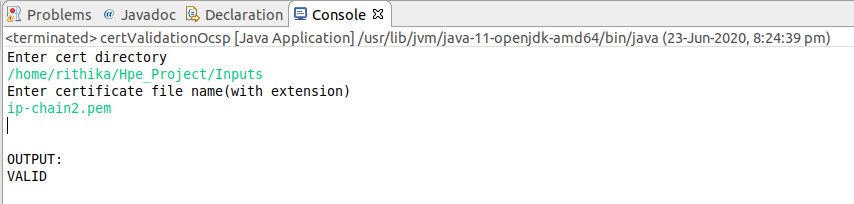 Problems @ Javadoc Declaration Console
<terminated> certValidationOcsp [Java Application] /usr/lib/jvm/java-11-openjdk-amd64/bin/java (23-Jun-2020, 8:24:39 pm)
Enter cert directory
/home/rithika/Hpe_Project/Inputs
Enter certificate file name(with extension)
ip-chain2.pem
OUTPUT:
VALID